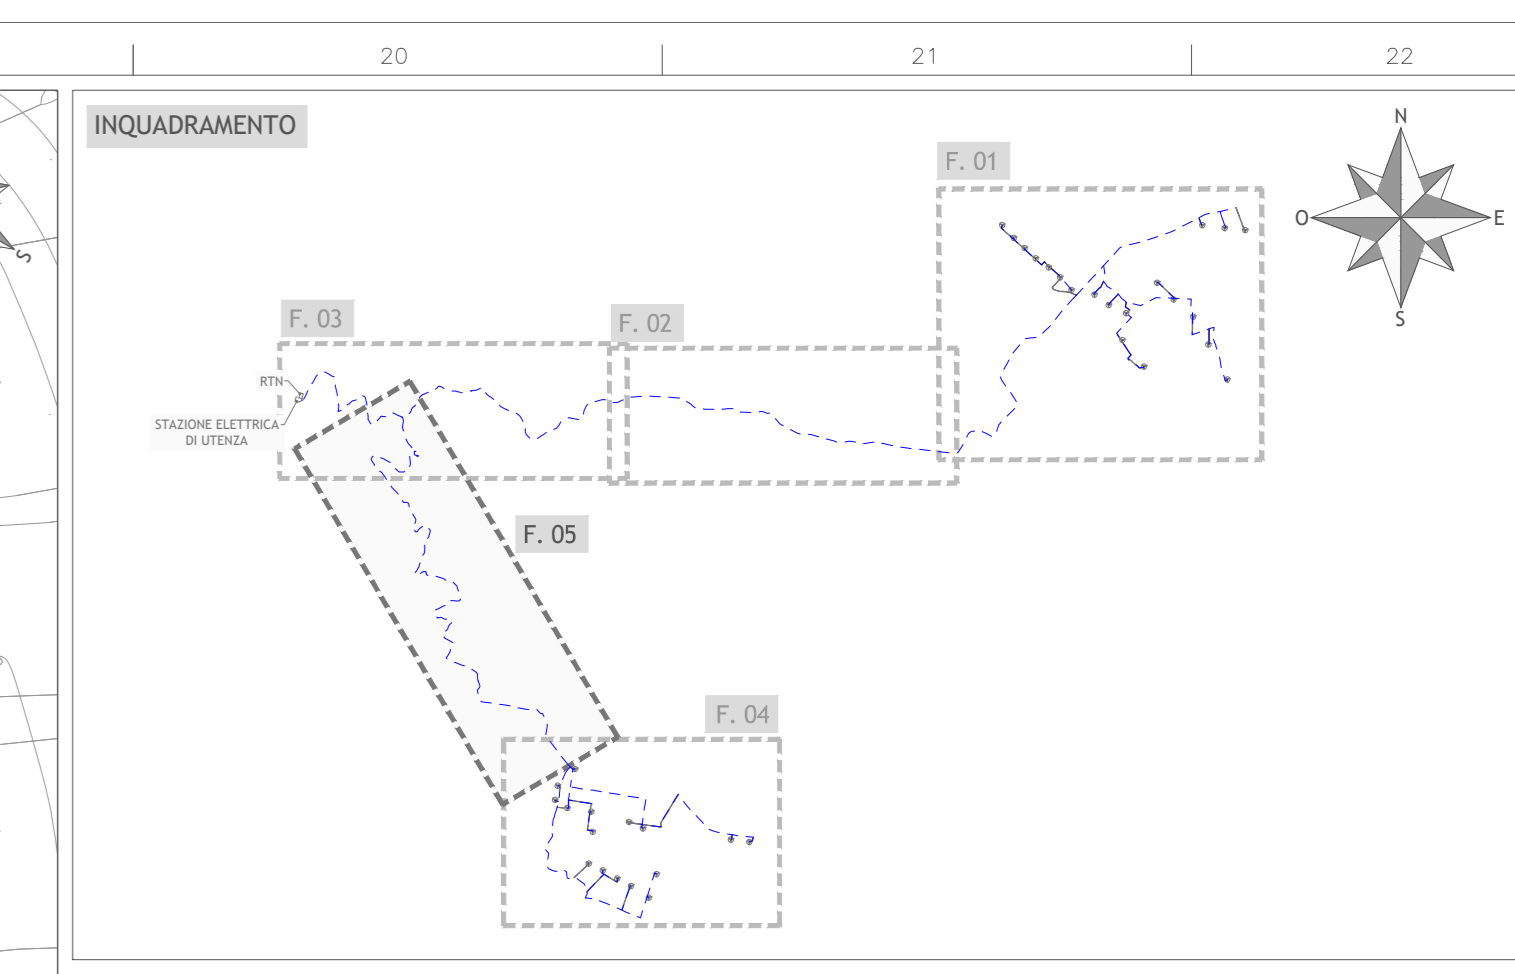 20
21
22
INQUADRAMENTO
F. 01
N
O
E
S
S
F. 03
F. 02
RTN
STAZIONE ELETTRICA
DI UTENZA
F. 05
F. 04